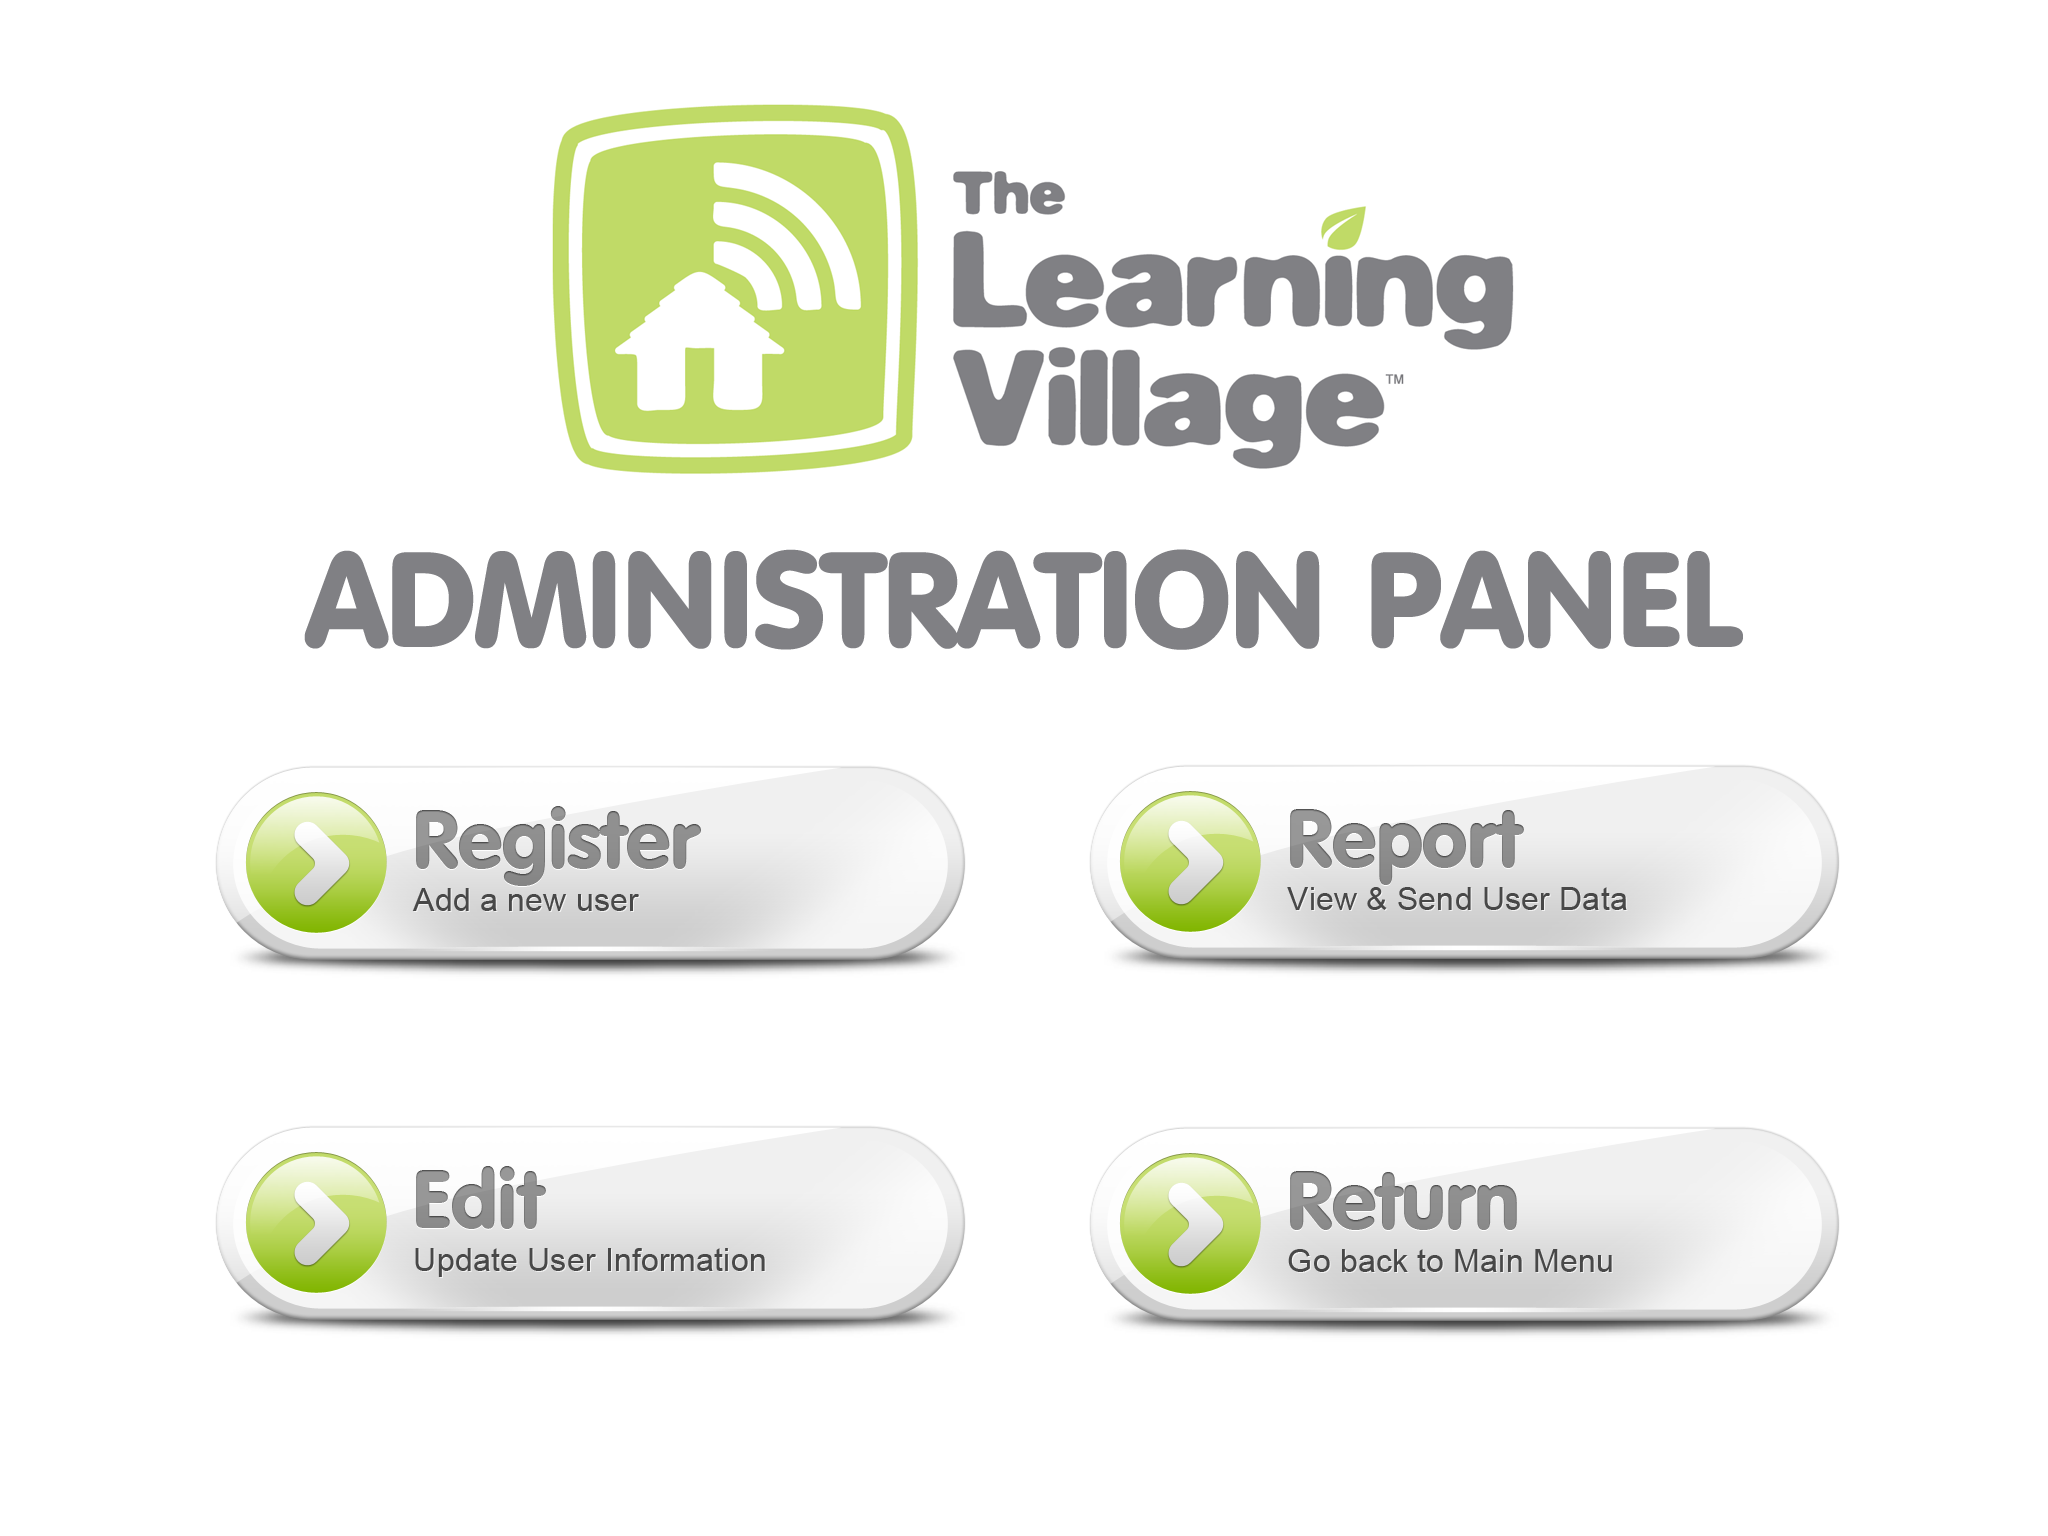 The
Learning
Village™
ADMINISTRATION PANEL
Register
Add a new user
Report
View & Send User Data
Edit
Update User Information
Return
Go back to Main Menu